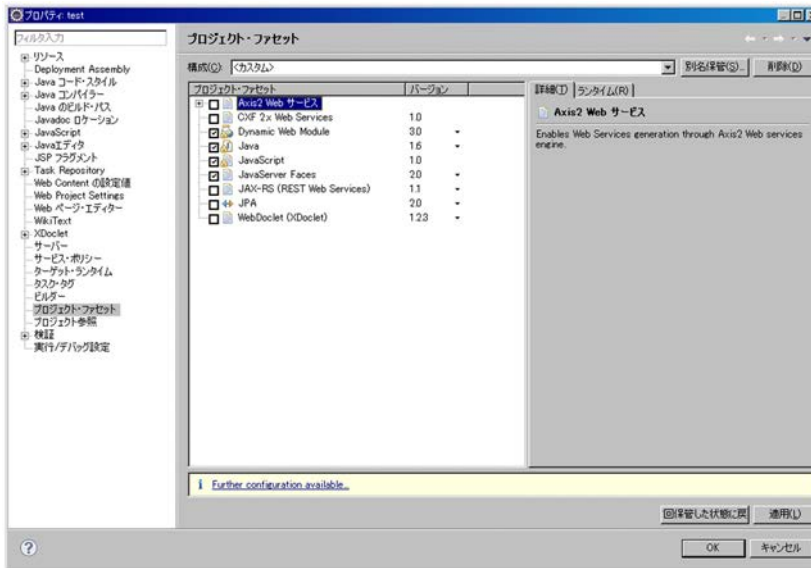 プロパティ: test
フィルタ入力
プロジェクト・ファセット
リソース
Deployment Assembly
Java コード・スタイル
Java コンパイラー
Java のビルド・パス
Javadoc ロケーション
JavaScript
Javaエディタ
JSP フラグメント
Task Repository
Web Content の設定値
Web Project Settings
Web ページ・エディター
WikiText
XDoclet
サーバー
サービス・ポリシー
ターゲット・ランタイム
タスク・タグ
ビルダー
プロジェクト・ファセット
プロジェクト参照
検証
実行/デバッグ設定
構成(C): <カスタム> 別名保管(S)... 削除(D)
プロジェクト・ファセット バージョン
Axis2 Web サービス
CXF 2.x Web Services 1.0
Dynamic Web Module 3.0
Java 1.6
JavaScript 1.0
JavaServer Faces 2.0
JAX-RS (REST Web Services) 1.1
JPA 2.0
WebDoclet (XDoclet) 1.2.3
詳細(T) ランタイム(R)
Axis2 Web サービス
Enables Web Services generation through Axis2 Web services
engine.
Further configuration available...
回保管した状態に戻 適用(L)
OK キャンセル